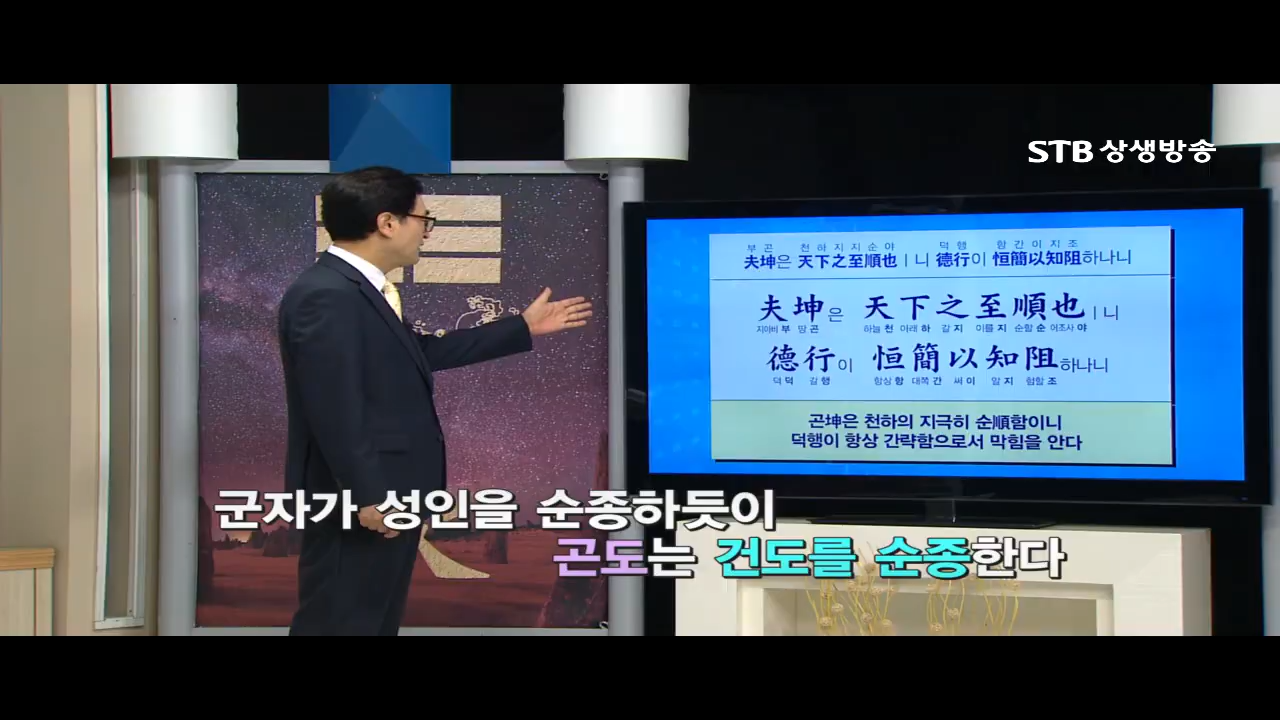 STB 상생방송
부 곤 천 하 지 지 순 야 덕 행 항 간 이 지 조
夫坤은 天下之至順也ㅣ니 德行이 恒簡以知阻하나니
夫坤은 天下之至順也ㅣ니
지아비 부 땅 곤 하늘 천 아래 하 갈 지 이를 지 순할 순 어조사 야
德行이 恒簡以知阻하나니
덕 덕 갈 행 항상 항 대쪽 간 써 이 알 지 험할 조
곤坤은 천하의 지극히 순順함이니
덕행이 항상 간략함으로서 막힘을 안다
군자가 성인을 순종하듯이
곤도는 건도를 순종한다